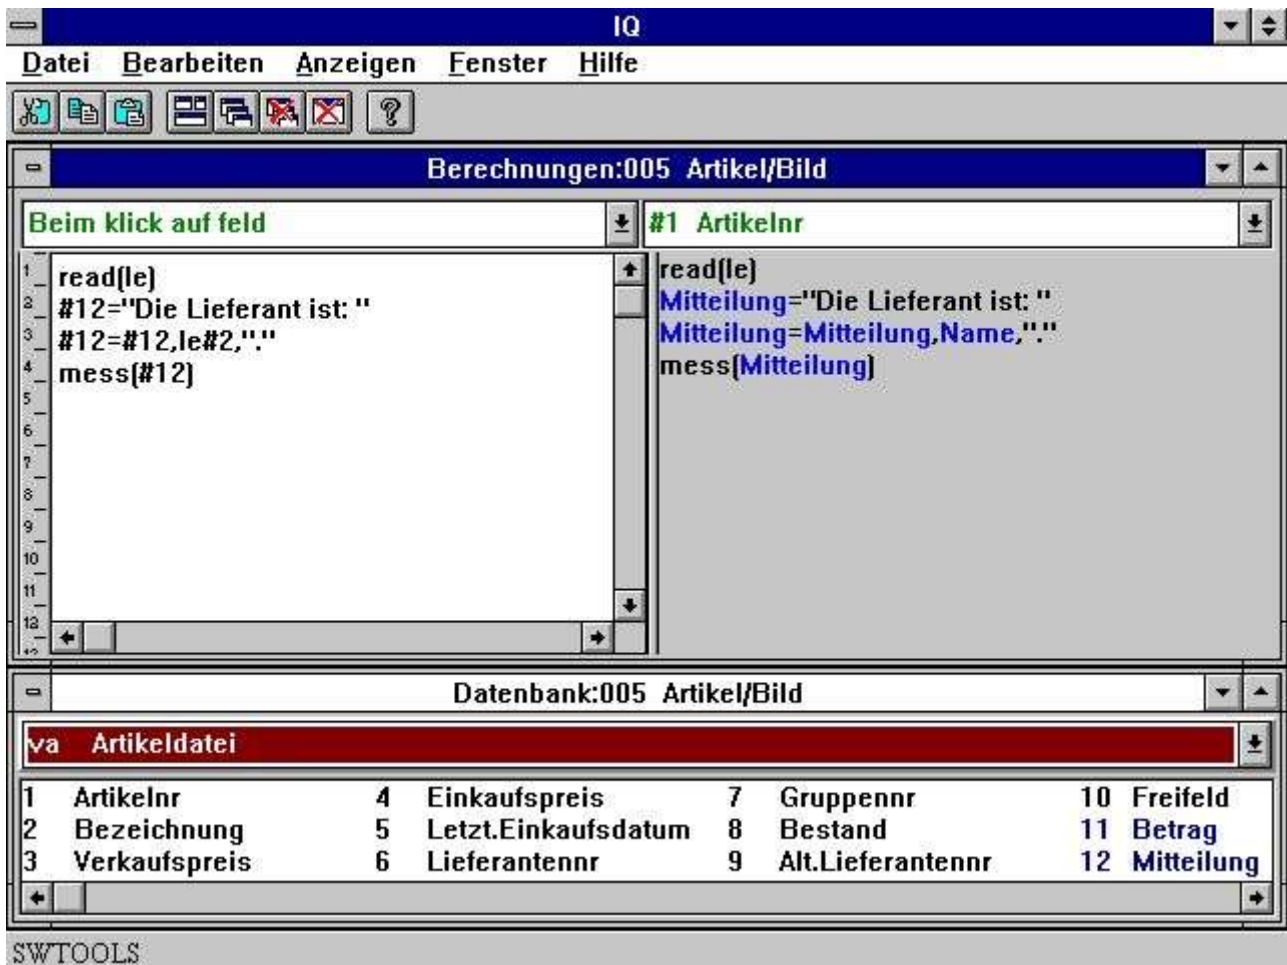 IQ
Datei Bearbeiten Anzeigen Fenster Hilfe
Berechnungen:005 Artikel/Bild
Beim klick auf feld
#1 Artikelnr
1
2
3
4
5
6
7
8
9
10
11
12
read(le)
#12="Die Lieferant ist: "
#12=#12,le#2,"."
mess(#12)
read(le)
Mitteilung="Die Lieferant ist: "
Mitteilung=Mitteilung,Name,"."
mess(Mitteilung)
Datenbank:005 Artikel/Bild
va Artikeldatei
1 Artikelnr 4 Einkaufspreis 7 Gruppennr 10 Freifeld
2 Bezeichnung 5 Letzt.Einkaufsdatum 8 Bestand 11 Betrag
3 Verkaufspreis 6 Lieferantennr 9 Alt.Lieferantennr 12 Mitteilung
SWTOOLS